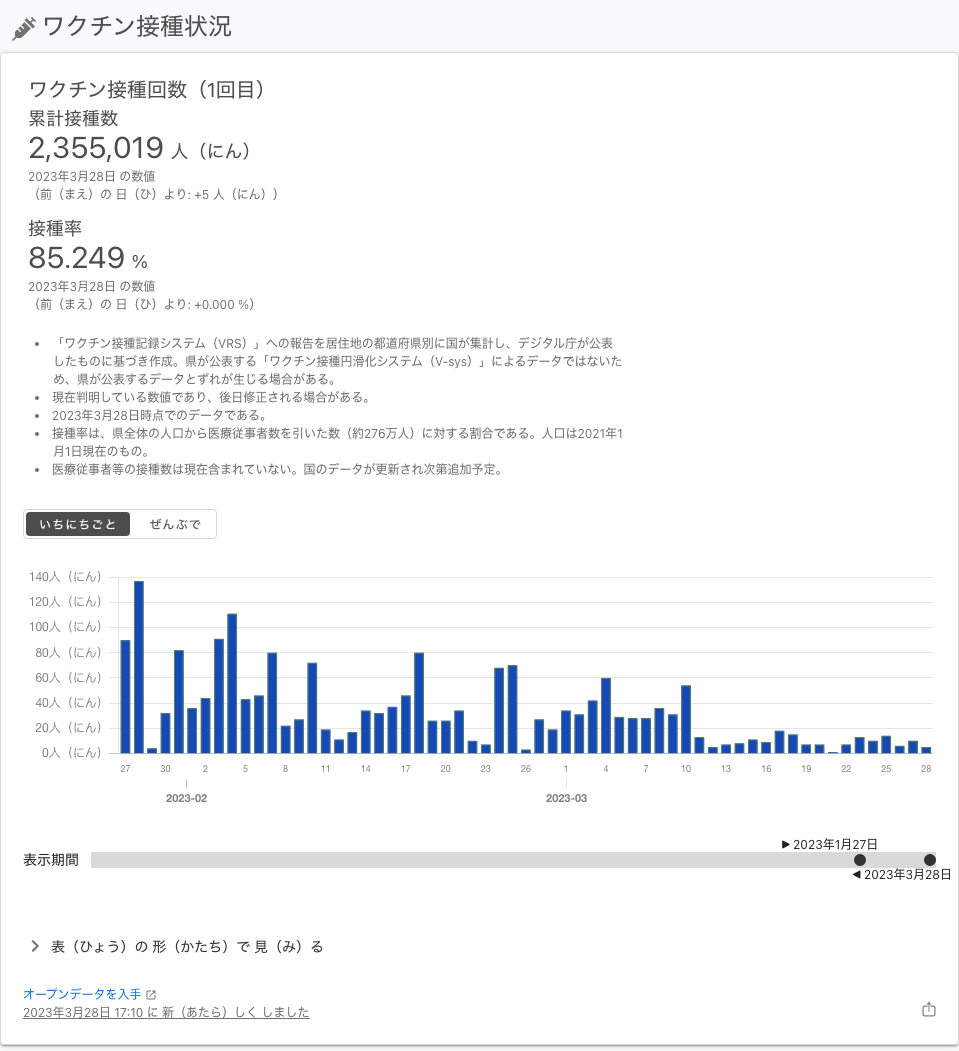 ワクチン接種状況
ワクチン接種回数（1回目）
累計接種数
2,355,019 人（にん）
2023年3月28日 の数値
（前（まえ）の 日（ひ）より: +5 人（にん））
接種率
85.249 %
2023年3月28日 の数値
（前（まえ）の 日（ひ）より: +0.000 %）
• 「ワクチン接種記録システム（VRS）」への報告を居住地の都道府県別に国が集計し、デジタル庁が公表
したものに基づき作成。県が公表する「ワクチン接種円滑化システム（V-sys）」によるデータではないた
め、県が公表するデータとずれが生じる場合がある。
• 現在判明している数値であり、後日修正される場合がある。
• 2023年3月28日時点でのデータである。
• 接種率は、県全体の人口から医療従事者数を引いた数（約276万人）に対する割合である。人口は2021年1
月1日現在のもの。
• 医療従事者等の接種数は現在含まれていない。国のデータが更新され次第追加予定。
いちにちごと ぜんぶで
140人（にん）
120人（にん）
100人（にん）
80人（にん）
60人（にん）
40人（にん）
20人（にん）
0人（にん）
27 30 2 5 8 11 14 17 20 23 26 1 4 7 10 13 16 19 22 25 28
2023-02 2023-03
▶ 2023年1月27日
表示期間
◀ 2023年3月28日
表（ひょう）の 形（かたち）で 見（み）る
オープンデータを入手
2023年3月28日 17:10 に 新（あたら）しく しました